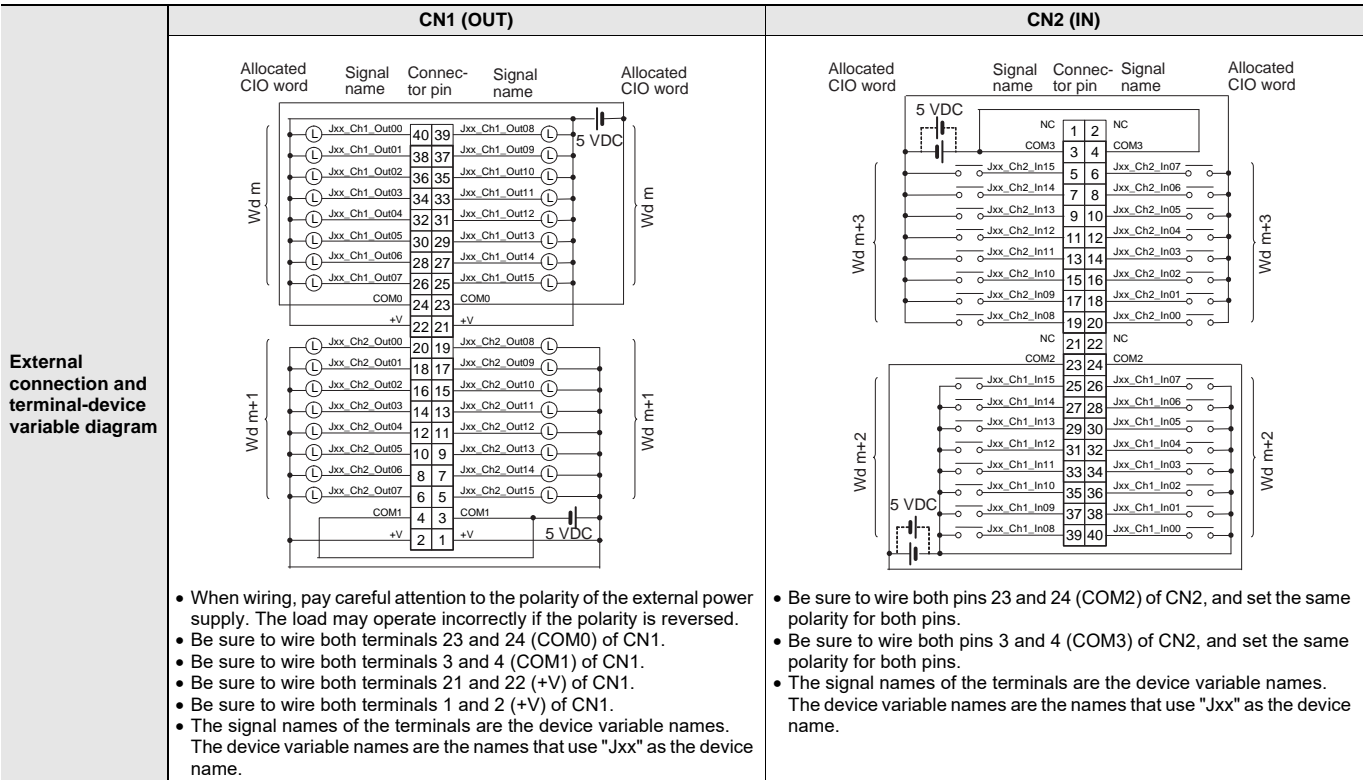 CN1 (OUT)
CN2 (IN)
External
connection and
terminal-device
variable diagram
Allocated
CIO word
Signal
name
Connec-
tor pin
Signal
name
Allocated
CIO word
5 VDC
Wd m
Wd m
Jxx_Ch1_Out00 40 39 Jxx_Ch1_Out08
Jxx_Ch1_Out01 38 37 Jxx_Ch1_Out09
Jxx_Ch1_Out02 36 35 Jxx_Ch1_Out10
Jxx_Ch1_Out03 34 33 Jxx_Ch1_Out11
Jxx_Ch1_Out04 32 31 Jxx_Ch1_Out12
Jxx_Ch1_Out05 30 29 Jxx_Ch1_Out13
Jxx_Ch1_Out06 28 27 Jxx_Ch1_Out14
Jxx_Ch1_Out07 26 25 Jxx_Ch1_Out15
COM0 24 23 COM0
+V 22 21 +V
Wd m+1
Wd m+1
Jxx_Ch2_Out00 20 19 Jxx_Ch2_Out08
Jxx_Ch2_Out01 18 17 Jxx_Ch2_Out09
Jxx_Ch2_Out02 16 15 Jxx_Ch2_Out10
Jxx_Ch2_Out03 14 13 Jxx_Ch2_Out11
Jxx_Ch2_Out04 12 11 Jxx_Ch2_Out12
Jxx_Ch2_Out05 10 9 Jxx_Ch2_Out13
Jxx_Ch2_Out06 8 7 Jxx_Ch2_Out14
Jxx_Ch2_Out07 6 5 Jxx_Ch2_Out15
COM1 4 3 COM1
+V 2 1 +V
5 VDC
• When wiring, pay careful attention to the polarity of the external power
supply. The load may operate incorrectly if the polarity is reversed.
• Be sure to wire both terminals 23 and 24 (COM0) of CN1.
• Be sure to wire both terminals 3 and 4 (COM1) of CN1.
• Be sure to wire both terminals 21 and 22 (+V) of CN1.
• Be sure to wire both terminals 1 and 2 (+V) of CN1.
• The signal names of the terminals are the device variable names.
The device variable names are the names that use "Jxx" as the device
name.
Allocated
CIO word
Signal
name
Connec-
tor pin
Signal
name
Allocated
CIO word
5 VDC
NC 1 2 NC
COM3 3 4 COM3
Wd m+3
Wd m+3
Jxx_Ch2_In15 5 6 Jxx_Ch2_In07
Jxx_Ch2_In14 7 8 Jxx_Ch2_In06
Jxx_Ch2_In13 9 10 Jxx_Ch2_In05
Jxx_Ch2_In12 11 12 Jxx_Ch2_In04
Jxx_Ch2_In11 13 14 Jxx_Ch2_In03
Jxx_Ch2_In10 15 16 Jxx_Ch2_In02
Jxx_Ch2_In09 17 18 Jxx_Ch2_In01
Jxx_Ch2_In08 19 20 Jxx_Ch2_In00
NC 21 22 NC
COM2 23 24 COM2
Wd m+2
Wd m+2
Jxx_Ch1_In15 25 26 Jxx_Ch1_In07
Jxx_Ch1_In14 27 28 Jxx_Ch1_In06
Jxx_Ch1_In13 29 30 Jxx_Ch1_In05
Jxx_Ch1_In12 31 32 Jxx_Ch1_In04
Jxx_Ch1_In11 33 34 Jxx_Ch1_In03
Jxx_Ch1_In10 35 36 Jxx_Ch1_In02
Jxx_Ch1_In09 37 38 Jxx_Ch1_In01
Jxx_Ch1_In08 39 40 Jxx_Ch1_In00
5 VDC
• Be sure to wire both pins 23 and 24 (COM2) of CN2, and set the same
polarity for both pins.
• Be sure to wire both pins 3 and 4 (COM3) of CN2, and set the same
polarity for both pins.
• The signal names of the terminals are the device variable names.
The device variable names are the names that use "Jxx" as the device
name.